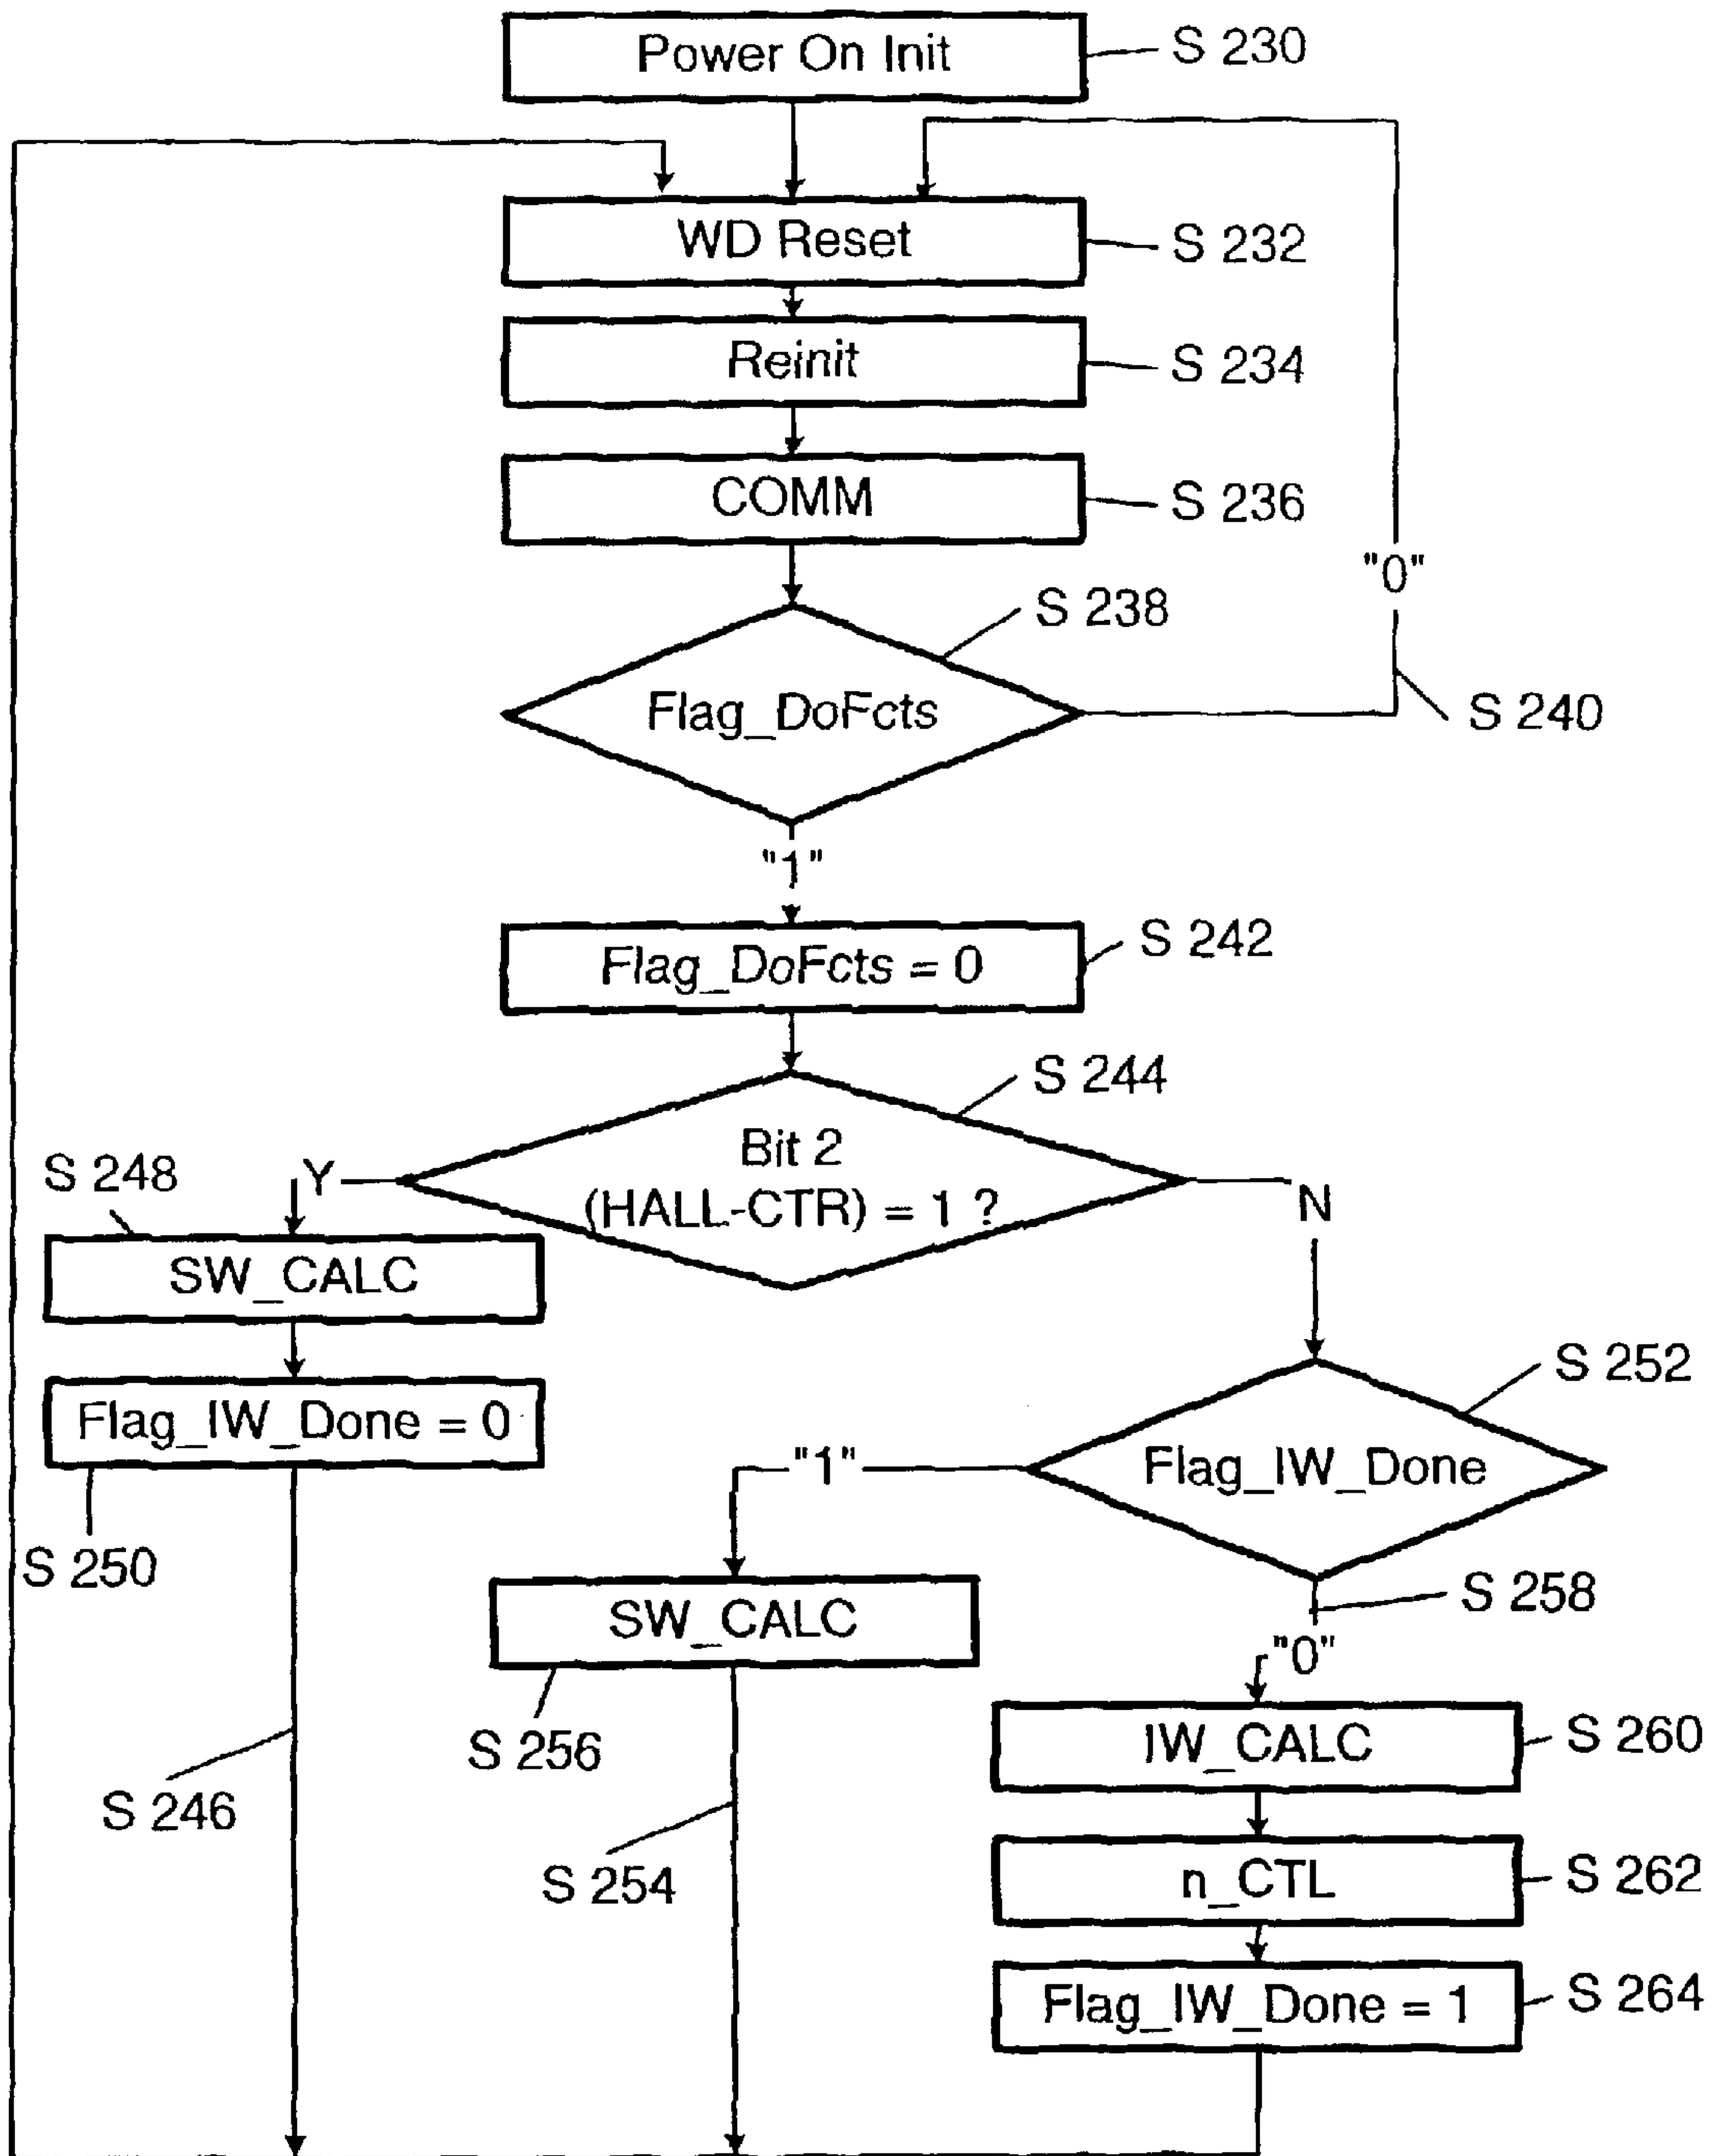 Power On Init
S 230
WD Reset
S 232
Reinit
S 234
COMM
S 236
"0"
S 238
Flag_DoFcts
S 240
"1"
S 242
Flag_DoFcts = 0
S 244
Bit 2
(HALL-CTR) = 1 ?
S 248
Y
N
SW_CALC
S 252
Flag_IW_Done = 0
"1"
Flag_IW_Done
S 250
S 258
SW_CALC
"0"
S 256
IW_CALC
S 260
S 246
S 254
n_CTL
S 262
Flag_IW_Done = 1
S 264